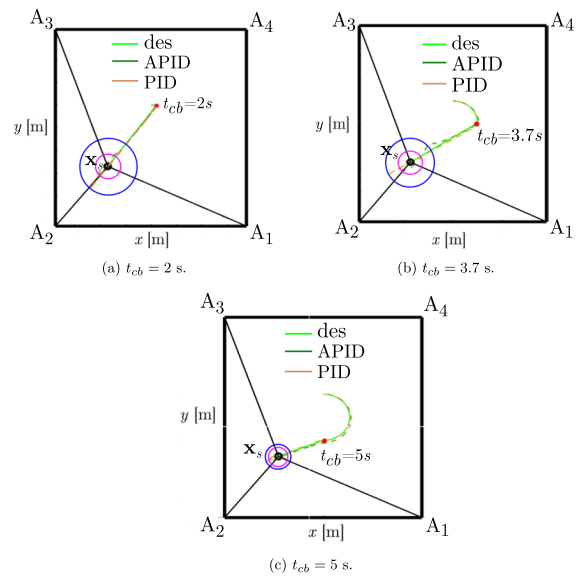 A₃ A₄
des
APID
PID
t_cb=2s
y [m]
x_s
A₂ A₁
x [m]
(a) t_cb = 2 s.
A₃ A₄
des
APID
PID
y [m]
t_cb=3.7s
x_s
A₂ A₁
x [m]
(b) t_cb = 3.7 s.
A₃ A₄
des
APID
PID
y [m]
x_s
t_cb=5s
A₂ A₁
x [m]
(c) t_cb = 5 s.